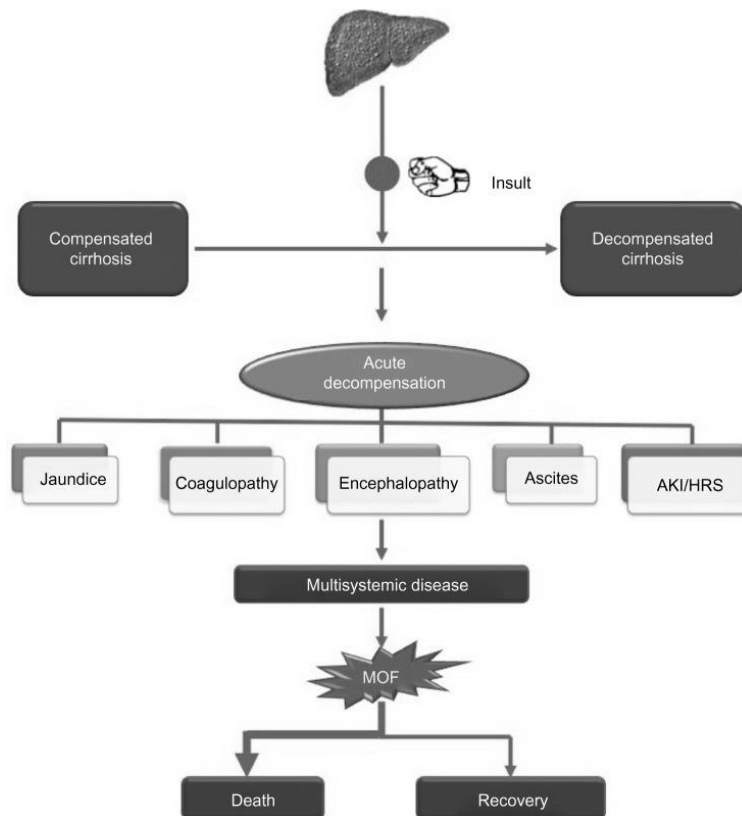 Insult
Compensated
cirrhosis
Decompensated
cirrhosis
Acute
decompensation
Jaundice
Coagulopathy
Encephalopathy
Ascites
AKI/HRS
Multisystemic disease
MOF
Death
Recovery